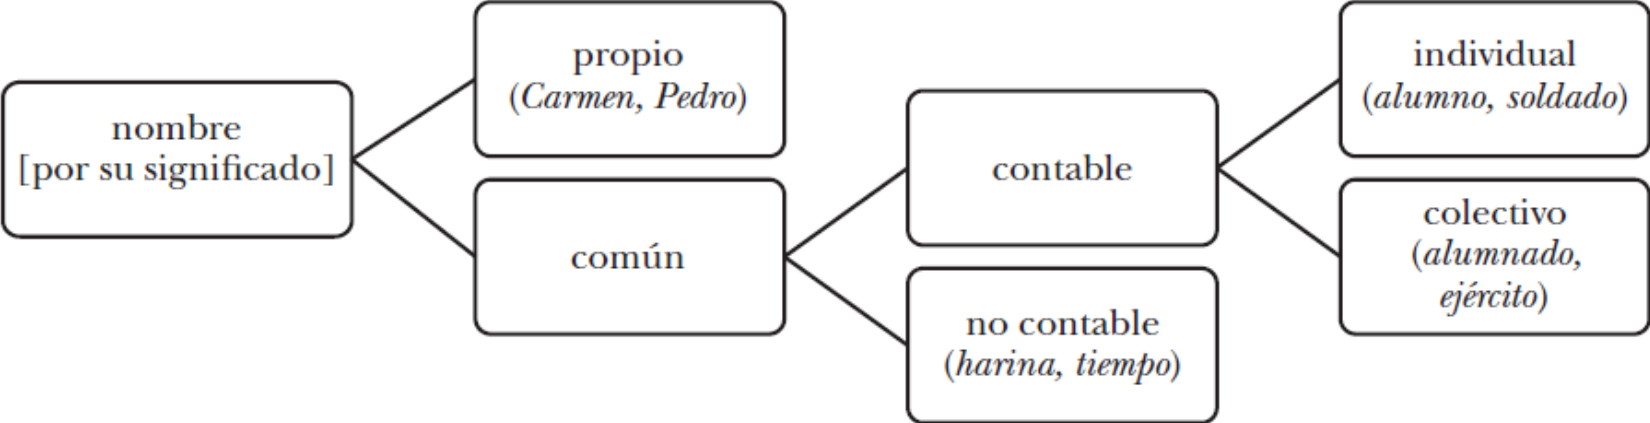 nombre
[por su significado]
propio
(Carmen, Pedro)
común
contable
no contable
(harina, tiempo)
individual
(alumno, soldado)
colectivo
(alumnado,
ejército)